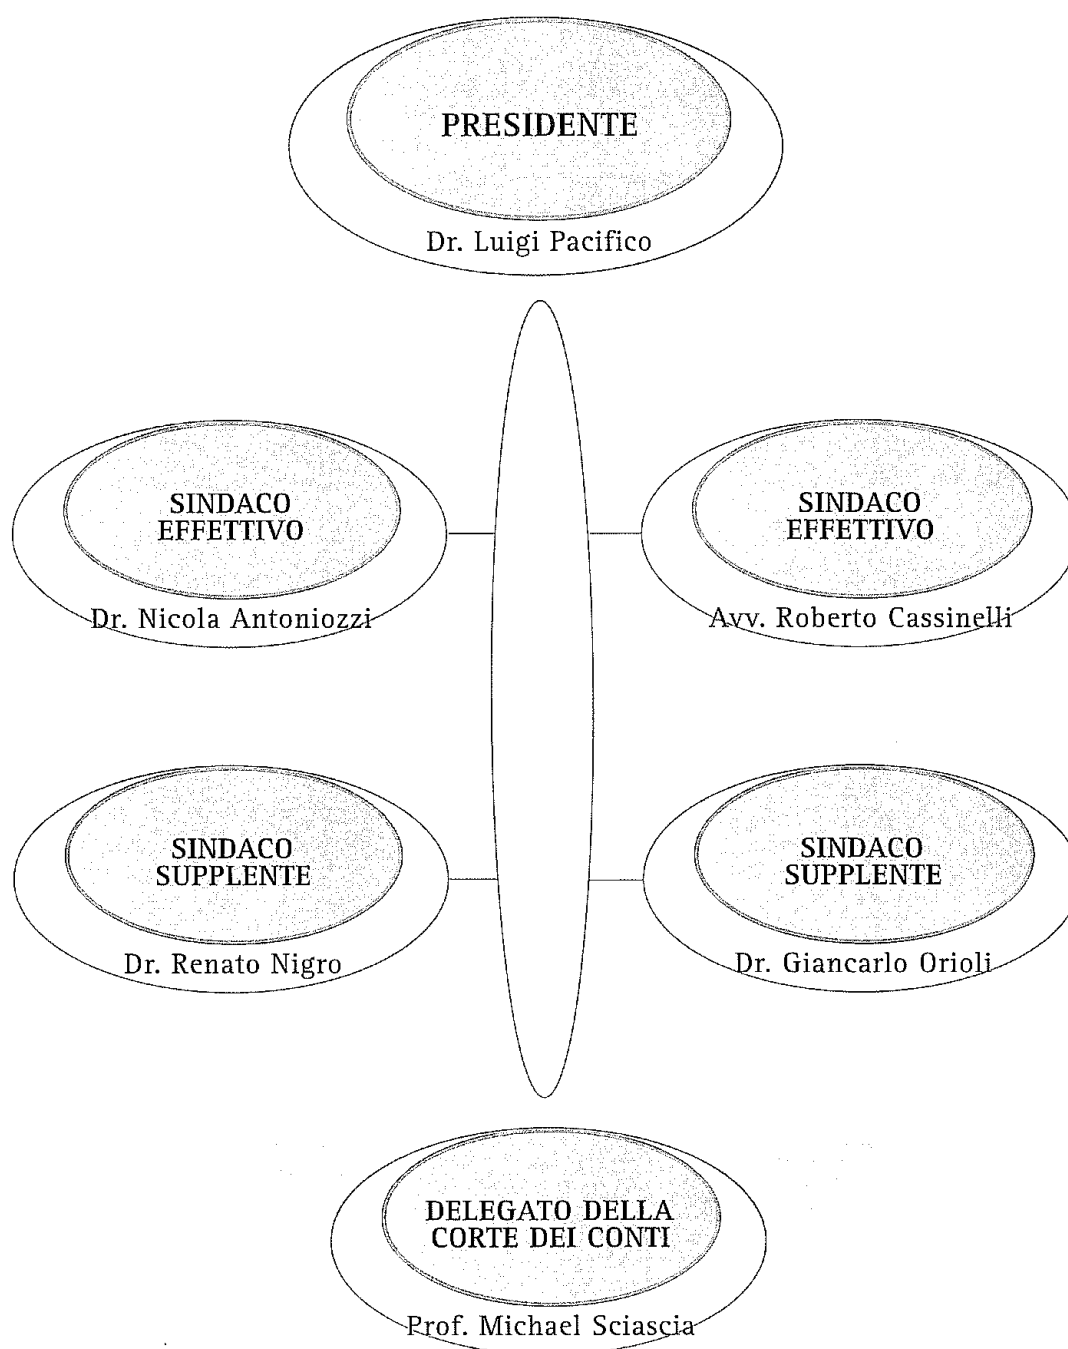 PRESIDENTE
Dr. Luigi Pacifico
SINDACO
EFFETTIVO
Dr. Nicola Antoniozzi
SINDACO
EFFETTIVO
Avv. Roberto Cassinelli
SINDACO
SUPPLENTE
Dr. Renato Nigro
SINDACO
SUPPLENTE
Dr. Giancarlo Orioli
DELEGATO DELLA
CORTE DEI CONTI
Prof. Michael Sciascia